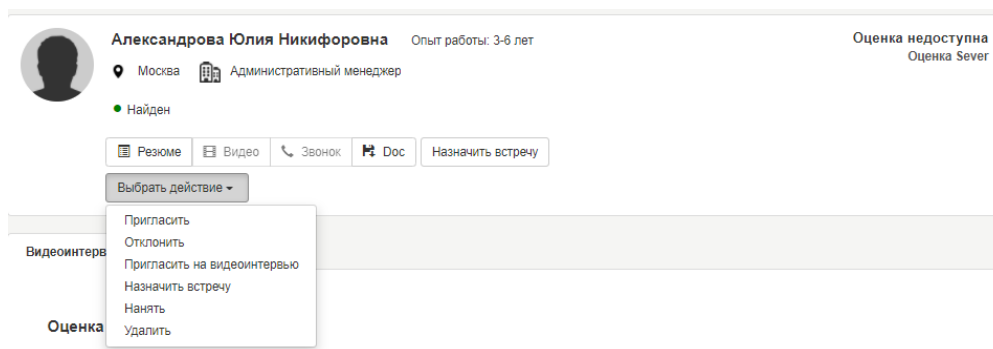 Александрова Юлия Никифоровна Опыт работы: 3-6 лет
Оценка недоступна
Оценка Sever
Москва Административный менеджер
Найден
Резюме Видео Звонок Doc Назначить встречу
Выбрать действие
Пригласить
Отклонить
Видеоинтерв
Пригласить на видеоинтервью
Назначить встречу
Нанять
Оценка
Удалить